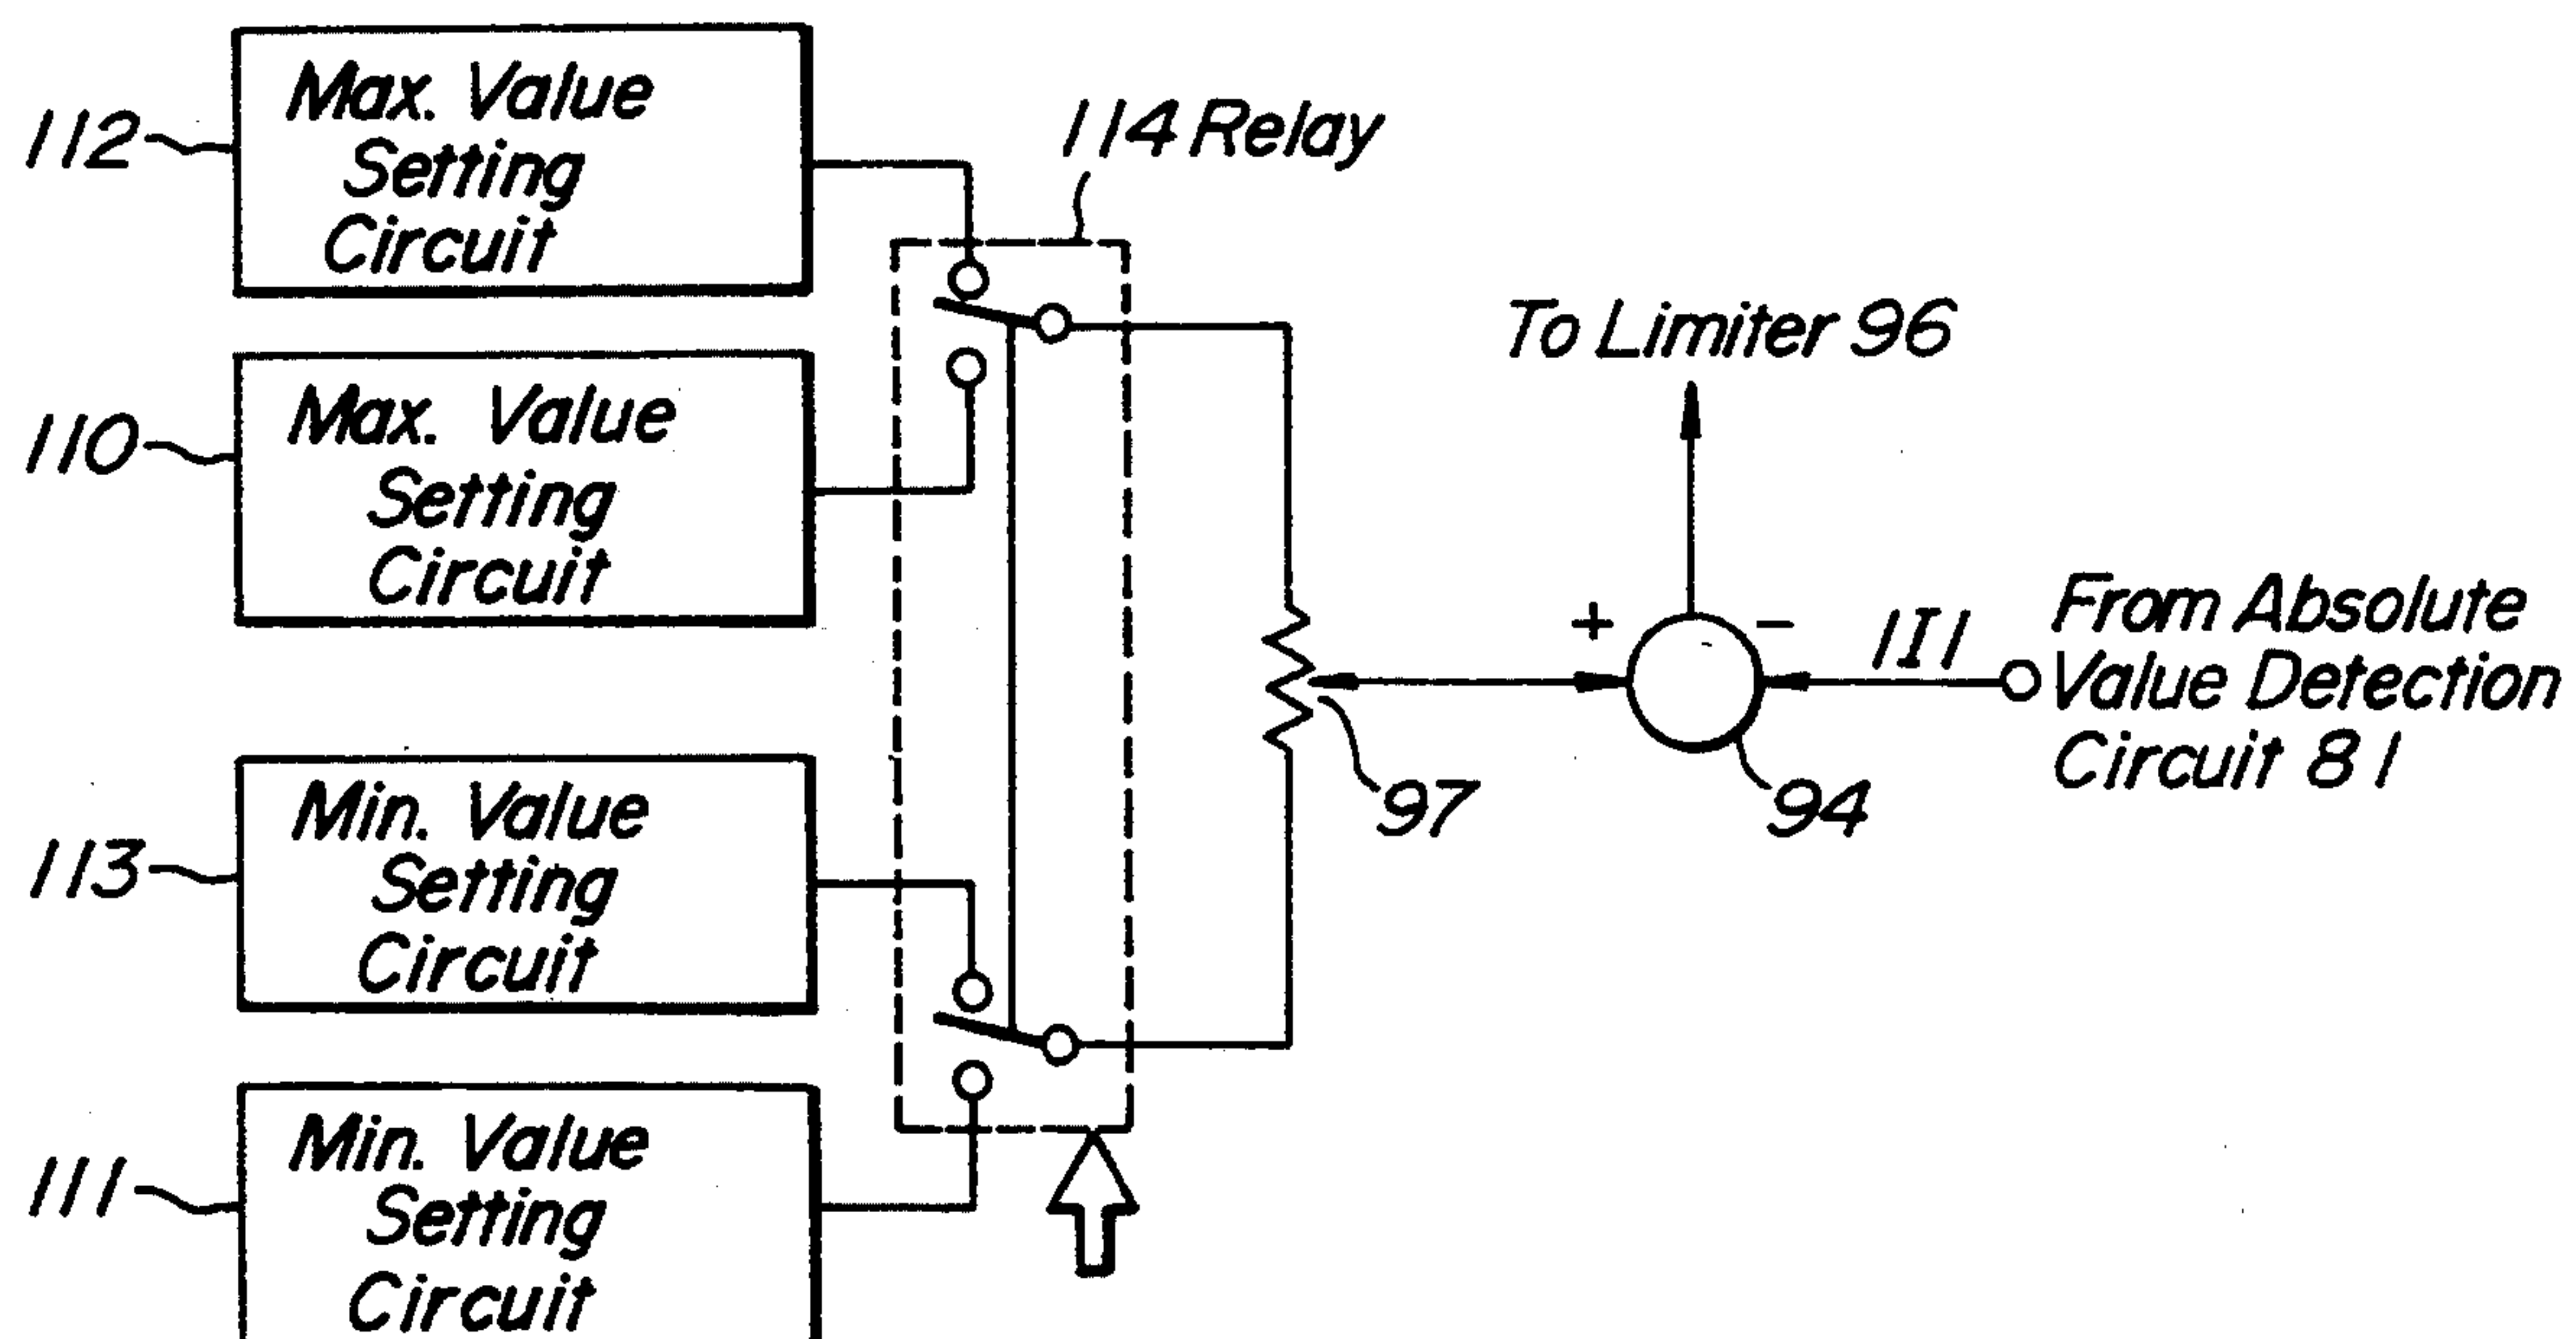 112
Max. Value
Setting
Circuit
114 Relay
110
Max. Value
Setting
Circuit
To Limiter 96
+
−
|I|
From Absolute
Value Detection
Circuit 81
97
94
113
Min. Value
Setting
Circuit
111
Min. Value
Setting
Circuit